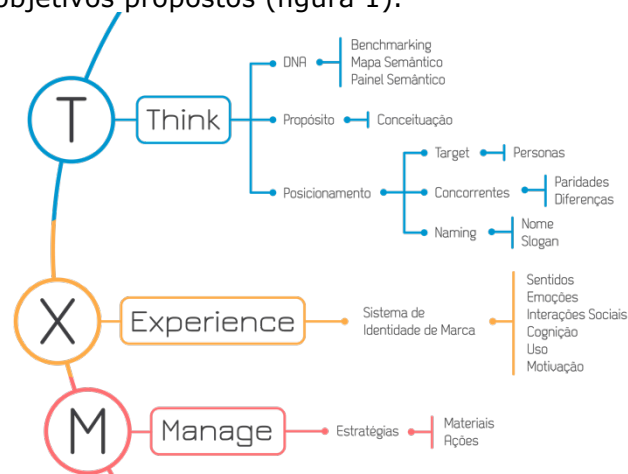 objetivos propostos (figura 1).
T
Think
DNA
Benchmarking
Mapa Semântico
Painel Semântico
Propósito
Conceituação
Posicionamento
Target
Personas
Concorrentes
Paridades
Diferenças
Naming
Nome
Slogan
X
Experience
Sistema de
Identidade de Marca
Sentidos
Emoções
Interações Sociais
Cognição
Uso
Motivação
M
Manage
Estratégias
Materiais
Ações